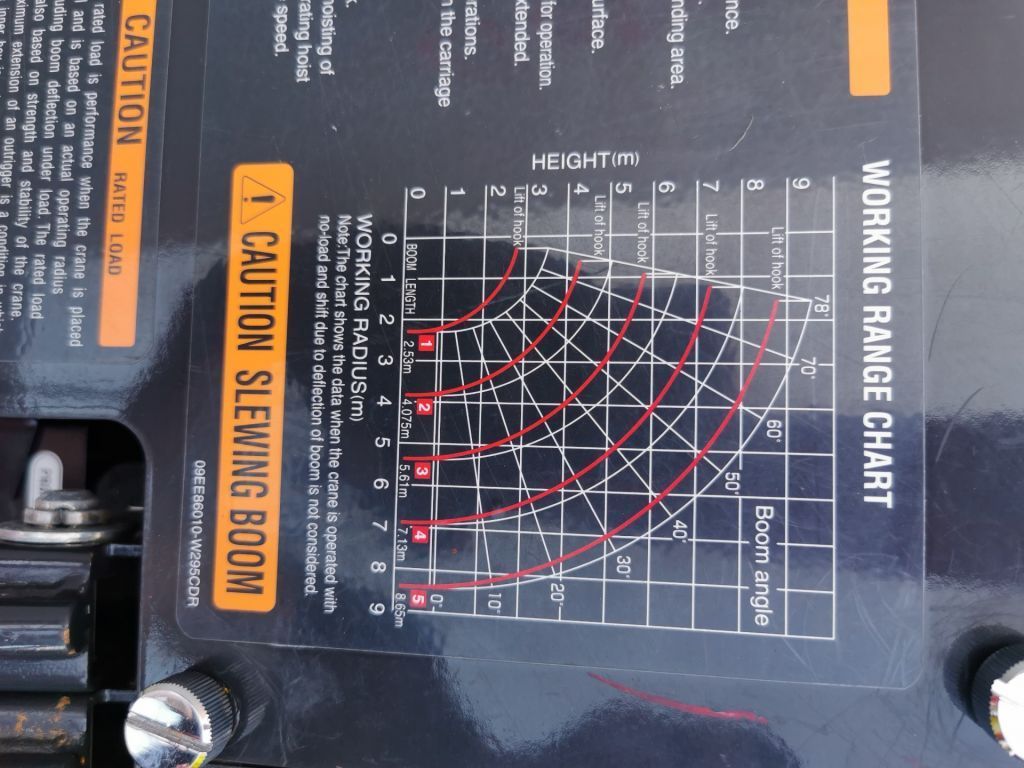 nce.
nding area.
urface.
for operation.
xtended.
rations.
n the carriage
hoisting of
rating hoist
speed.
WORKING RANGE CHART
HEIGHT(m)
9
8
7
6
5
4
3
2
1
0
78°
70°
60°
50°
Boom angle
40°
30°
20°
10°
0°
Lift of hook
Lift of hook
Lift of hook
Lift of hook
Lift of hook
BOOM LENGTH
1
2.53m
2
4.075m
3
5.61m
4
7.13m
5
8.65m
0 1 2 3 4 5 6 7 8 9
WORKING RADIUS(m)
Note:The chart shows the data when the crane is operated with
no-load and shift due to deflection of boom is not considered.
CAUTION SLEWING BOOM
09EE86010-W295CDR
CAUTION RATED LOAD
rated load is performance when the crane is placed
l and is based on an actual operating radius
uding boom deflection under load. The rated load
also based on strength and stability of the crane.
ximum extension of an outrigger is a condition in which